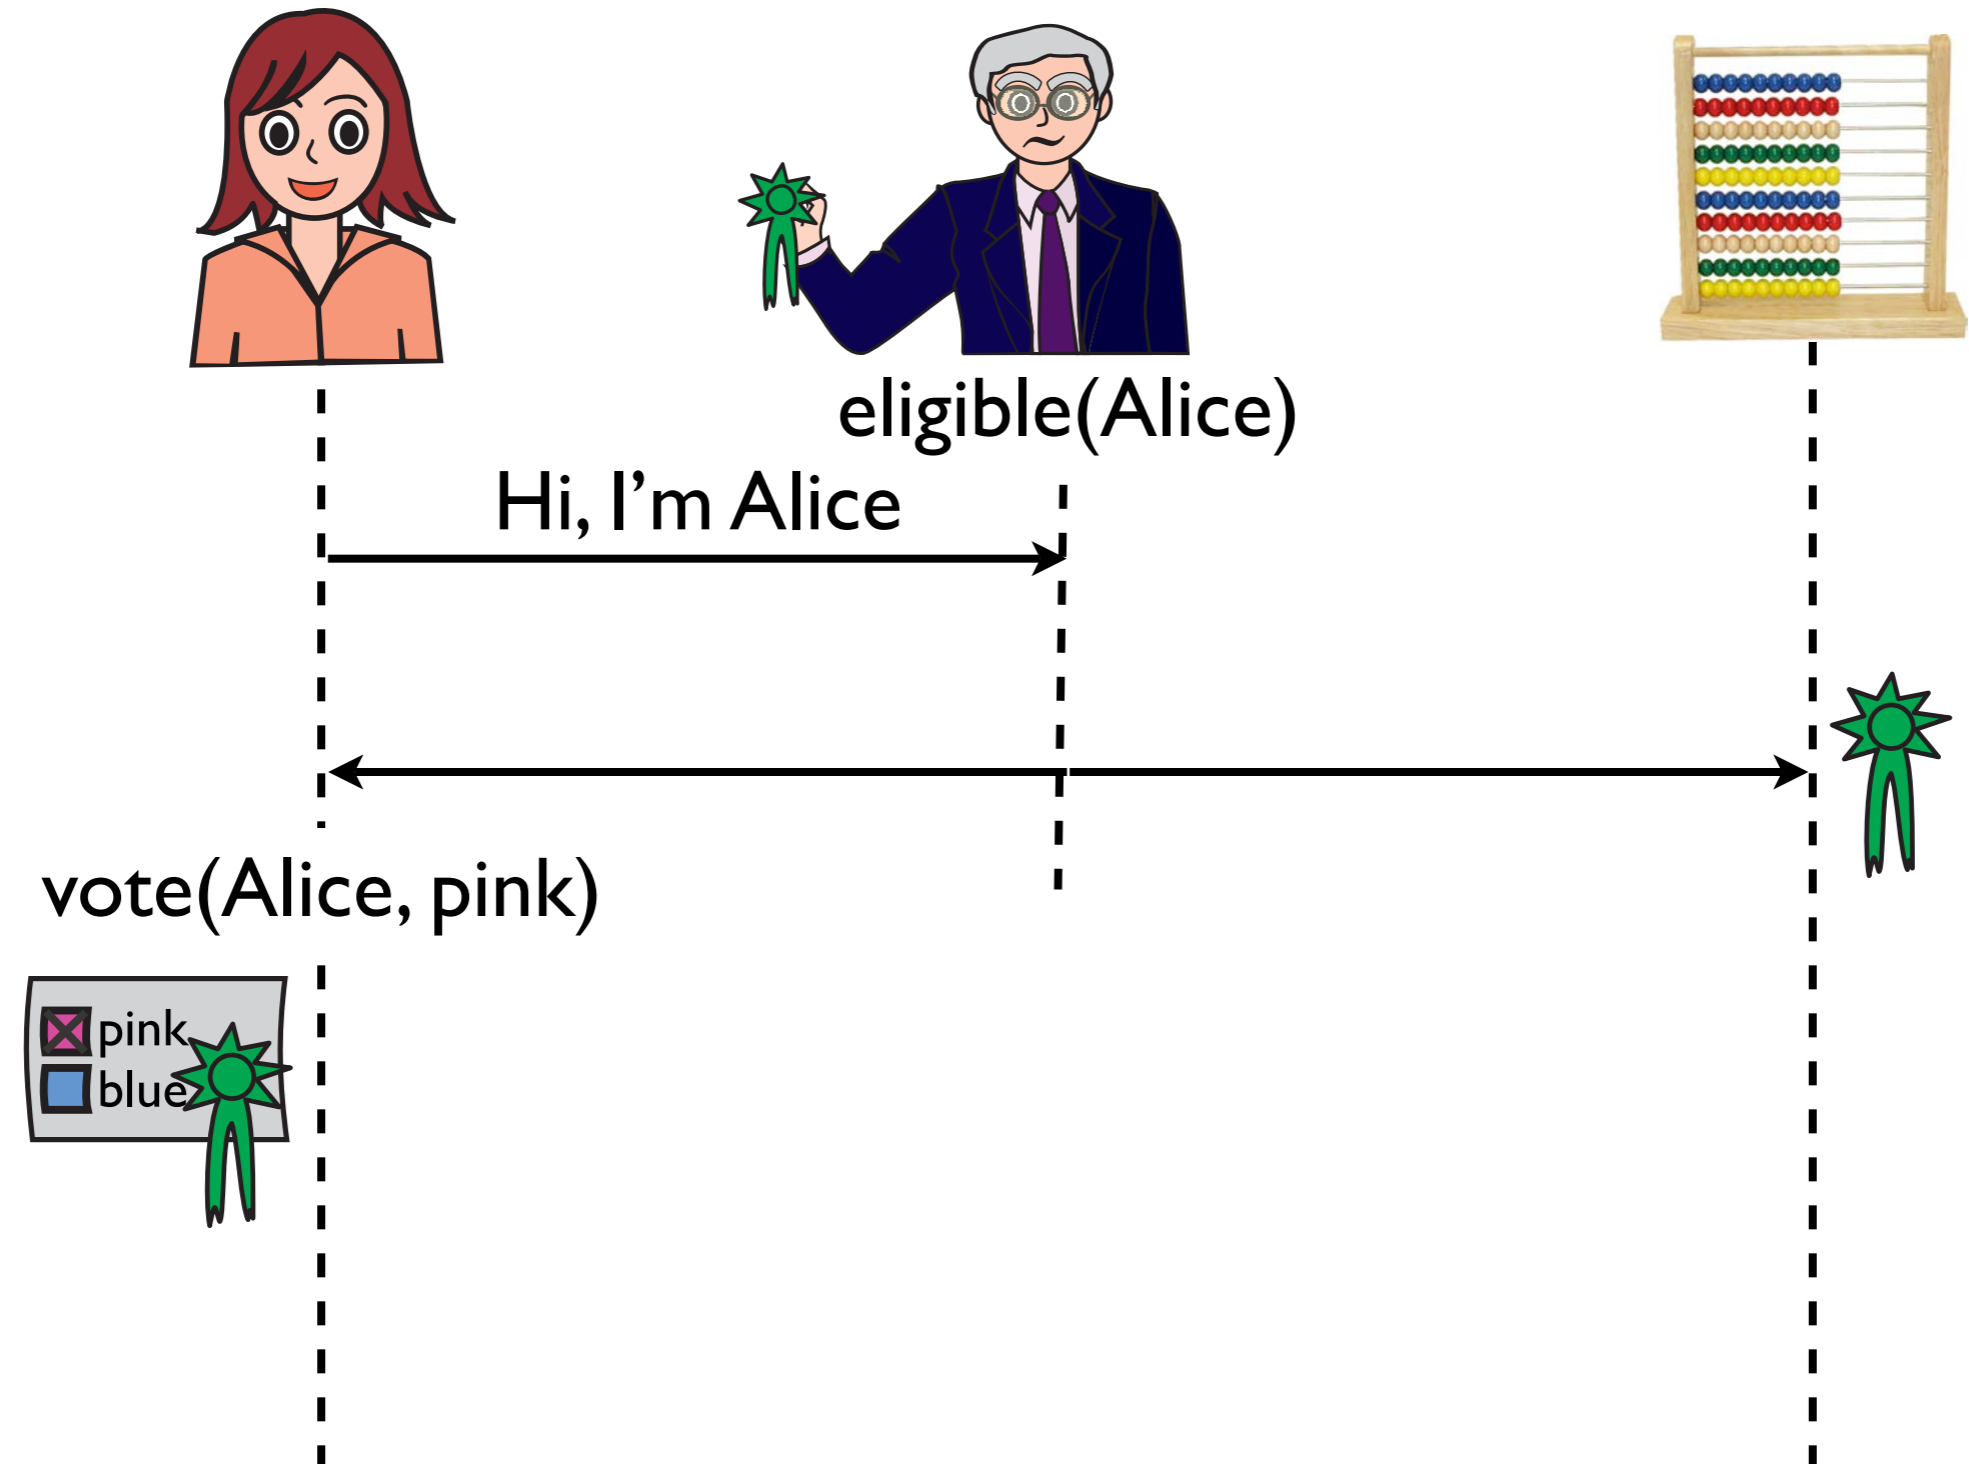 eligible(Alice)
Hi, I’m Alice
vote(Alice, pink)
pink
blue